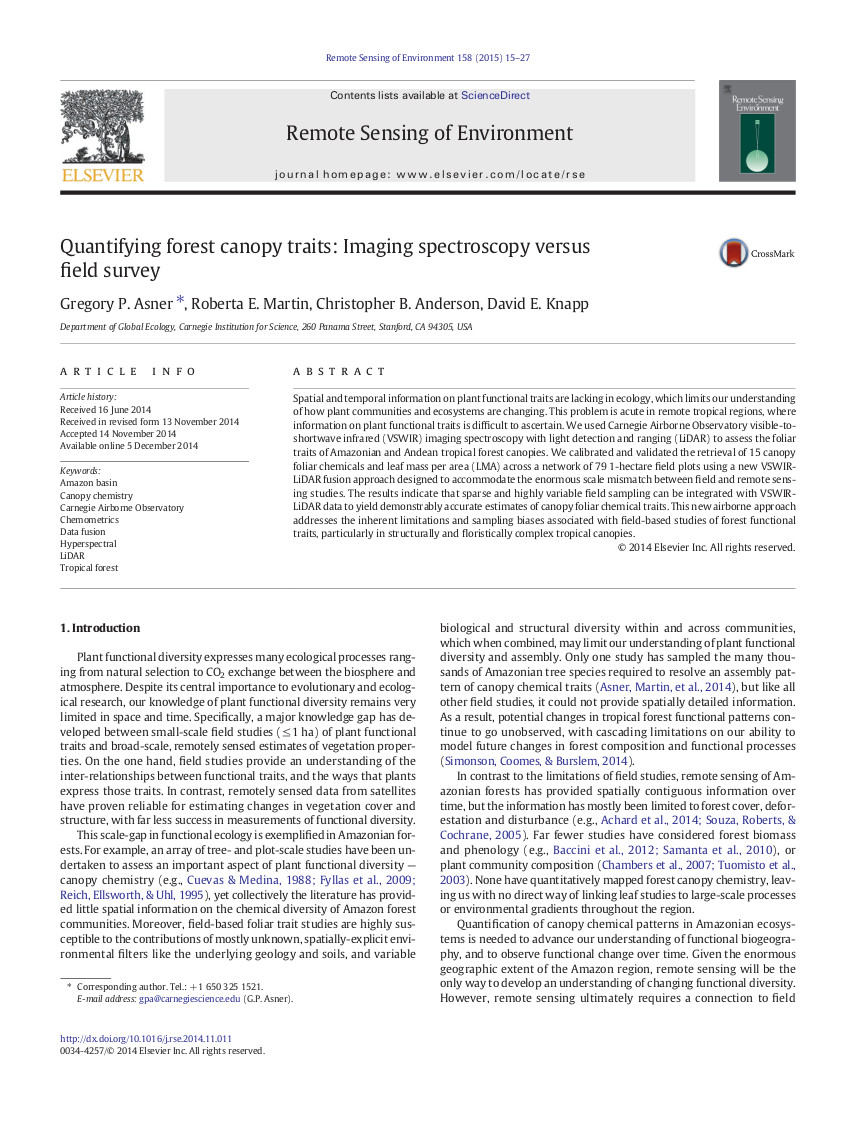 Remote Sensing of Environment 158 (2015) 15–27
Contents lists available at ScienceDirect
Remote Sensing of Environment
journal homepage: www.elsevier.com/locate/rse
ELSEVIER
Remote Sensing
Environment
Quantifying forest canopy traits: Imaging spectroscopy versus
field survey
CrossMark
Gregory P. Asner *, Roberta E. Martin, Christopher B. Anderson, David E. Knapp
Department of Global Ecology, Carnegie Institution for Science, 260 Panama Street, Stanford, CA 94305, USA
ARTICLE INFO
Article history:
Received 16 June 2014
Received in revised form 13 November 2014
Accepted 14 November 2014
Available online 5 December 2014
Keywords:
Amazon basin
Canopy chemistry
Carnegie Airborne Observatory
Chemometrics
Data fusion
Hyperspectral
LiDAR
Tropical forest
ABSTRACT
Spatial and temporal information on plant functional traits are lacking in ecology, which limits our understanding
of how plant communities and ecosystems are changing. This problem is acute in remote tropical regions, where
information on plant functional traits is difficult to ascertain. We used Carnegie Airborne Observatory visible-to-
shortwave infrared (VSWIR) imaging spectroscopy with light detection and ranging (LiDAR) to assess the foliar
traits of Amazonian and Andean tropical forest canopies. We calibrated and validated the retrieval of 15 canopy
foliar chemicals and leaf mass per area (LMA) across a network of 79 1-hectare field plots using a new VSWIR-
LiDAR fusion approach designed to accommodate the enormous scale mismatch between field and remote sens-
ing studies. The results indicate that sparse and highly variable field sampling can be integrated with VSWIR-
LiDAR data to yield demonstrably accurate estimates of canopy foliar chemical traits. This new airborne approach
addresses the inherent limitations and sampling biases associated with field-based studies of forest functional
traits, particularly in structurally and floristically complex tropical canopies.
© 2014 Elsevier Inc. All rights reserved.
1. Introduction
Plant functional diversity expresses many ecological processes rang-
ing from natural selection to CO2 exchange between the biosphere and
atmosphere. Despite its central importance to evolutionary and ecolog-
ical research, our knowledge of plant functional diversity remains very
limited in space and time. Specifically, a major knowledge gap has de-
veloped between small-scale field studies (≤1 ha) of plant functional
traits and broad-scale, remotely sensed estimates of vegetation proper-
ties. On the one hand, field studies provide an understanding of the
inter-relationships between functional traits, and the ways that plants
express those traits. In contrast, remotely sensed data from satellites
have proven reliable for estimating changes in vegetation cover and
structure, with far less success in measurements of functional diversity.
This scale-gap in functional ecology is exemplified in Amazonian for-
ests. For example, an array of tree- and plot-scale studies have been un-
dertaken to assess an important aspect of plant functional diversity —
canopy chemistry (e.g., Cuevas & Medina, 1988; Fyllas et al., 2009;
Reich, Ellsworth, & Uhl, 1995), yet collectively the literature has provid-
ed little spatial information on the chemical diversity of Amazon forest
communities. Moreover, field-based foliar trait studies are highly sus-
ceptible to the contributions of mostly unknown, spatially-explicit envi-
ronmental filters like the underlying geology and soils, and variable
biological and structural diversity within and across communities,
which when combined, may limit our understanding of plant functional
diversity and assembly. Only one study has sampled the many thou-
sands of Amazonian tree species required to resolve an assembly pat-
tern of canopy chemical traits (Asner, Martin, et al., 2014), but like all
other field studies, it could not provide spatially detailed information.
As a result, potential changes in tropical forest functional patterns con-
tinue to go unobserved, with cascading limitations on our ability to
model future changes in forest composition and functional processes
(Simonson, Coomes, & Burslem, 2014).
In contrast to the limitations of field studies, remote sensing of Am-
azonian forests has provided spatially contiguous information over
time, but the information has mostly been limited to forest cover, defor-
estation and disturbance (e.g., Achard et al., 2014; Souza, Roberts, &
Cochrane, 2005). Far fewer studies have considered forest biomass
and phenology (e.g., Baccini et al., 2012; Samanta et al., 2010), or
plant community composition (Chambers et al., 2007; Tuomisto et al.,
2003). None have quantitatively mapped forest canopy chemistry, leav-
ing us with no direct way of linking leaf studies to large-scale processes
or environmental gradients throughout the region.
Quantification of canopy chemical patterns in Amazonian ecosys-
tems is needed to advance our understanding of functional biogeogra-
phy, and to observe functional change over time. Given the enormous
geographic extent of the Amazon region, remote sensing will be the
only way to develop an understanding of changing functional diversity.
However, remote sensing ultimately requires a connection to field
* Corresponding author. Tel.: +1 650 325 1521.
E-mail address: gpa@carnegiescience.edu (G.P. Asner).
http://dx.doi.org/10.1016/j.rse.2014.11.011
0034-4257/© 2014 Elsevier Inc. All rights reserved.